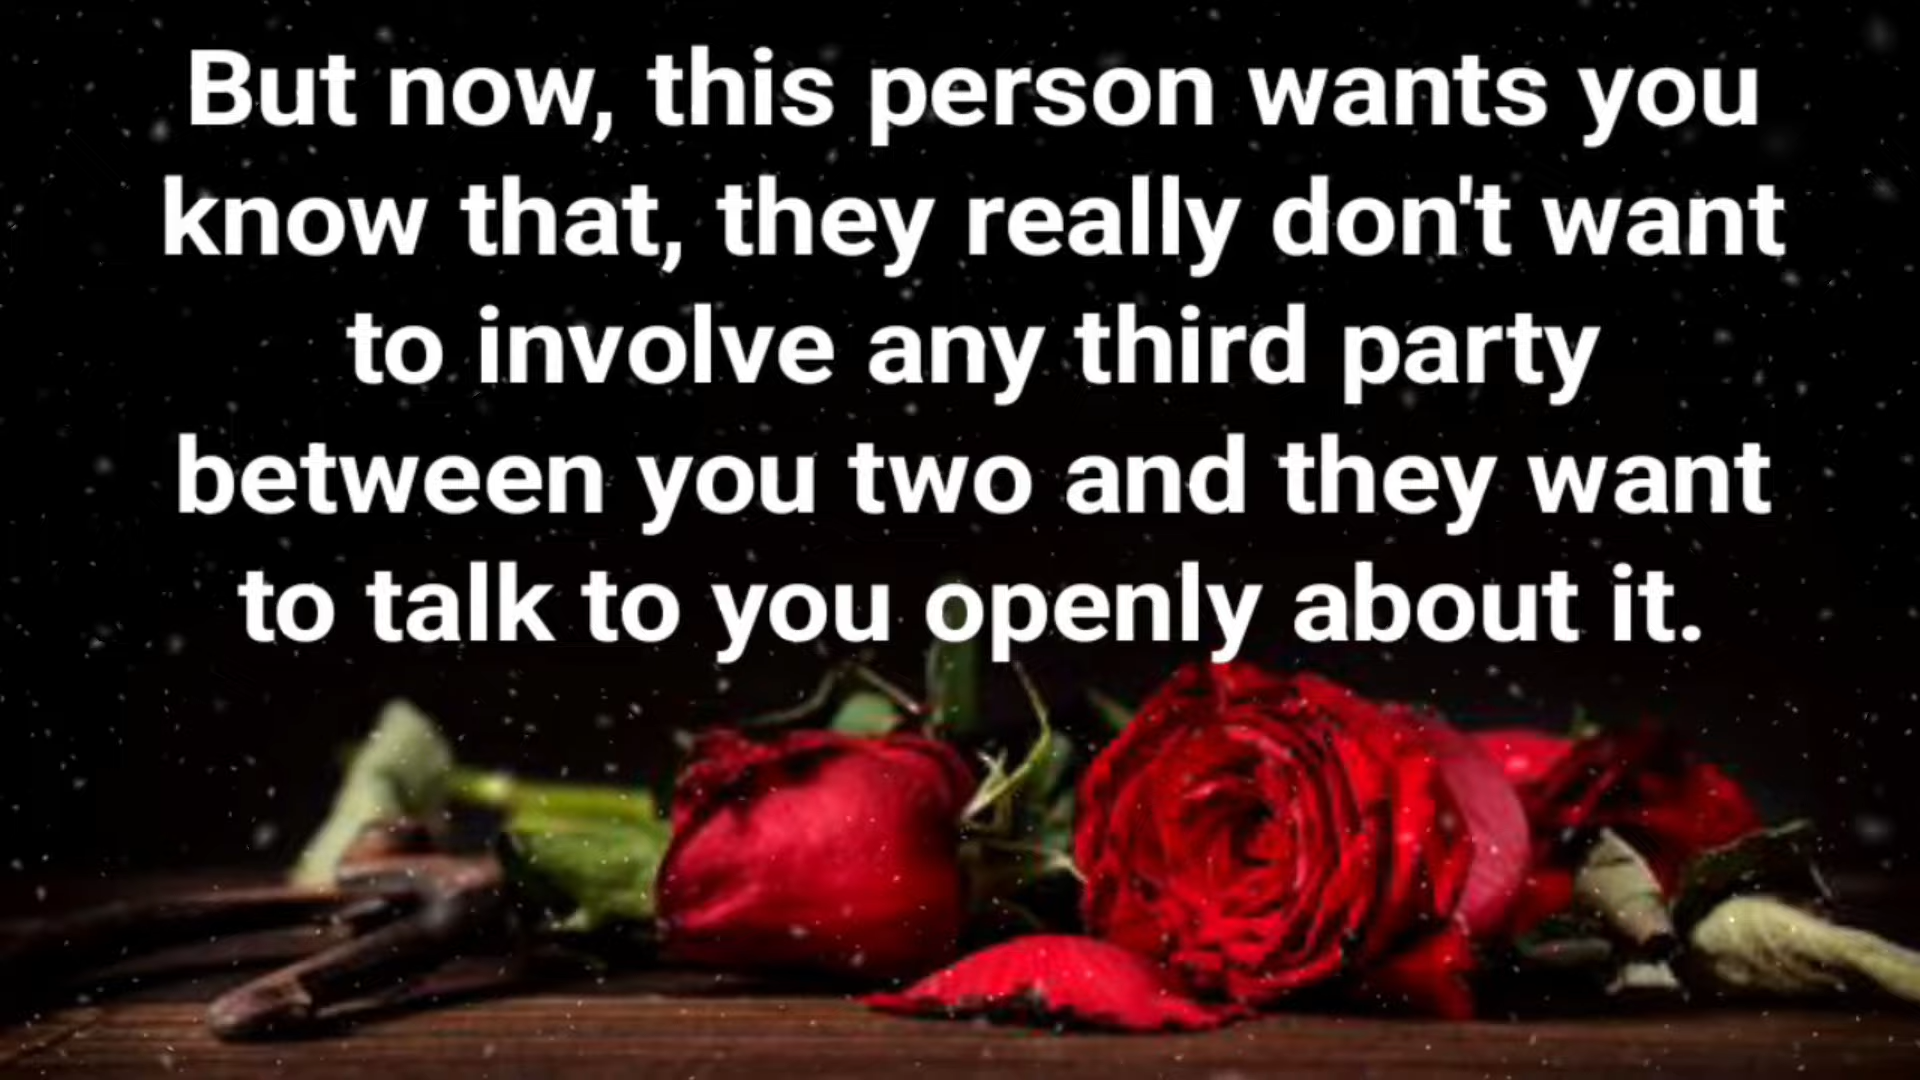 But now, this person wants you
know that, they really don't want
to involve any third party
between you two and they want
to talk to you openly about it.